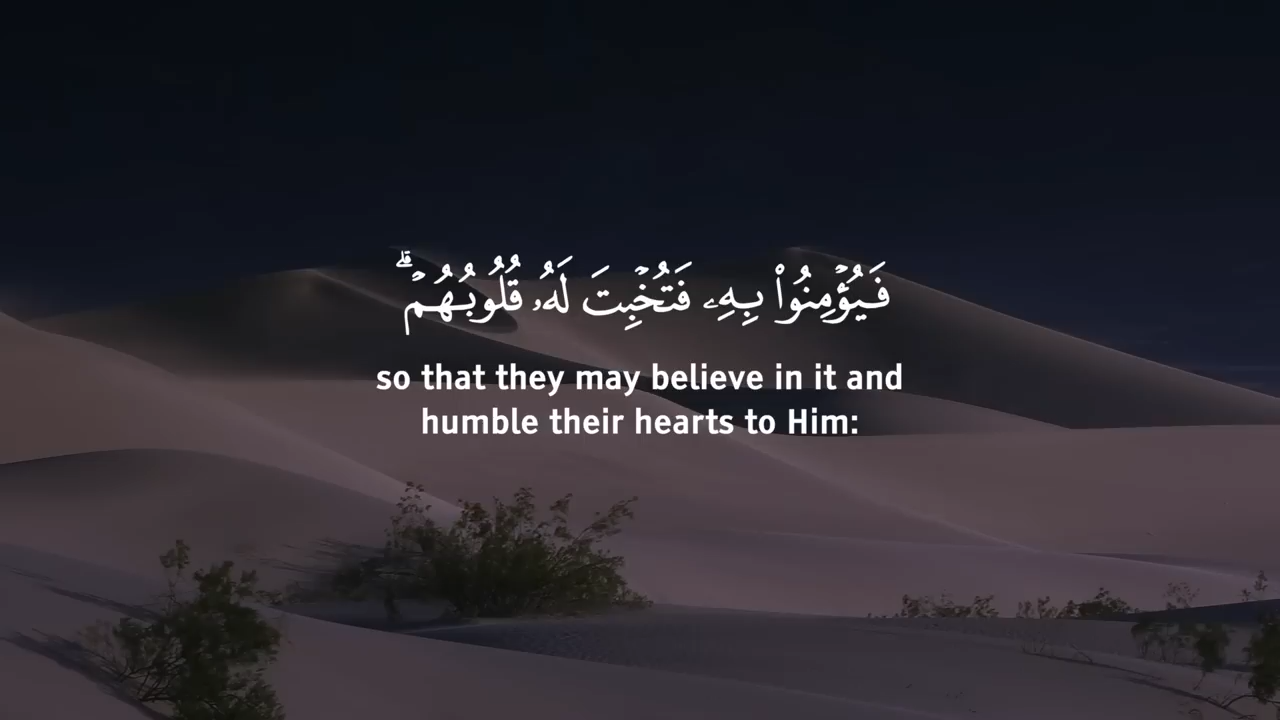 فَيُؤْمِنُوا۟ بِهِۦ فَتُخْبِتَ لَهُۥ قُلُوبُهُمْ ۗ
so that they may believe in it and
humble their hearts to Him: